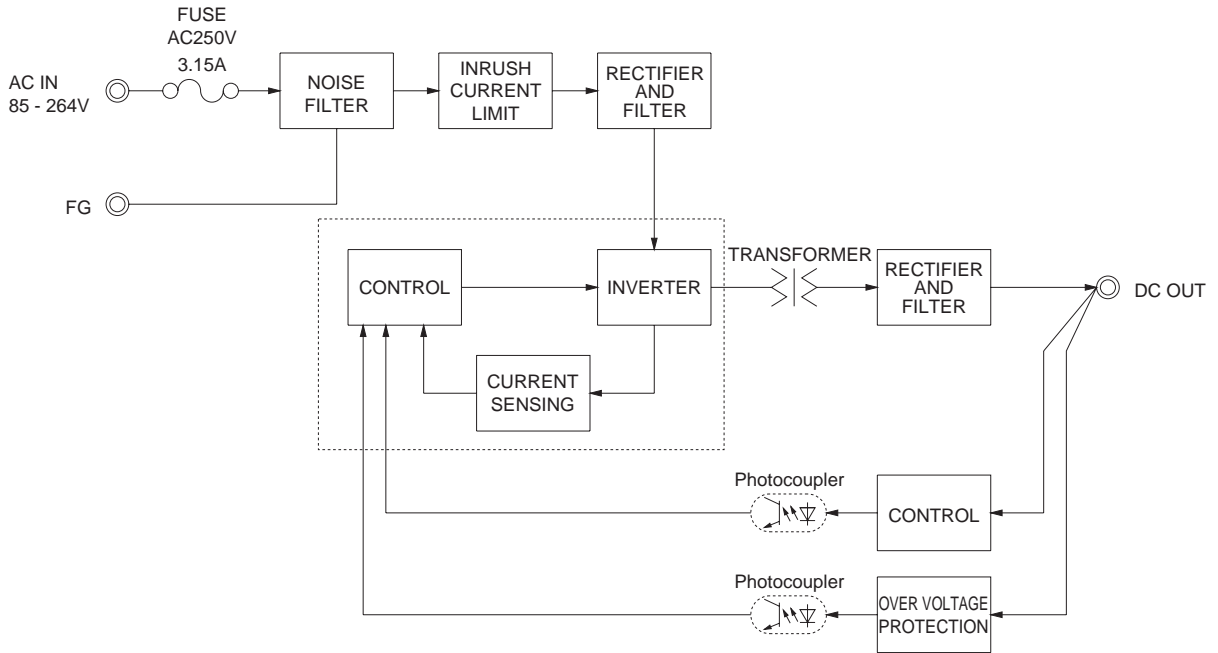 FUSE
AC250V
3.15A
AC IN
85 - 264V
NOISE
FILTER
INRUSH
CURRENT
LIMIT
RECTIFIER
AND
FILTER
FG
CONTROL
INVERTER
TRANSFORMER
RECTIFIER
AND
FILTER
DC OUT
CURRENT
SENSING
Photocoupler
CONTROL
Photocoupler
OVER VOLTAGE
PROTECTION